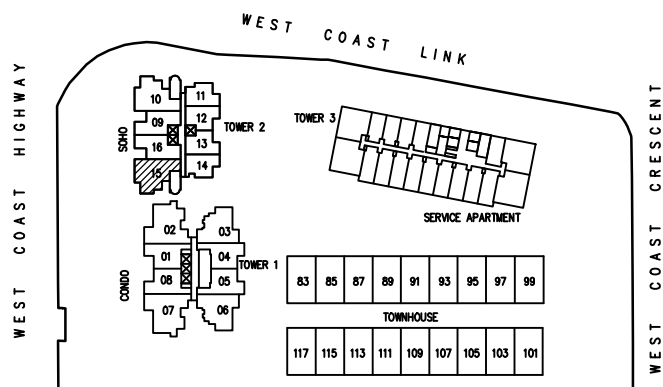 WEST COAST LINK
WEST COAST HIGHWAY
WEST COAST CRESCENT
10 11
09 12
16 13
15 14
SOHO
TOWER 2
TOWER 3
SERVICE APARTMENT
02 03
01 04
08 05
07 06
CONDO
TOWER 1
83 85 87 89 91 93 95 97 99
TOWNHOUSE
117 115 113 111 109 107 105 103 101